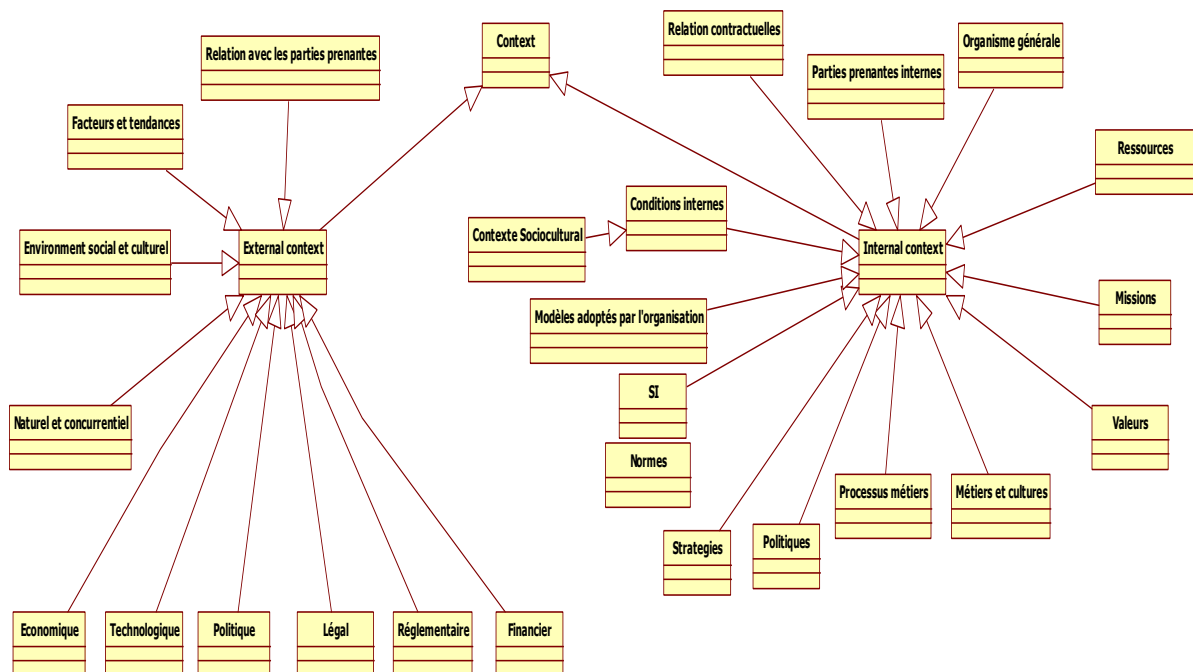 Context
Relation contractuelles
Organisme générale
Relation avec les parties prenantes
Parties prenantes internes
Facteurs et tendances
Ressources
Conditions internes
Contexte Sociocultural
Environment social et culturel
External context
Internal context
Missions
Modèles adoptés par l'organisation
SI
Naturel et concurrentiel
Valeurs
Normes
Processus métiers
Métiers et cultures
Strategies
Politiques
Economique
Technologique
Politique
Légal
Réglementaire
Financier